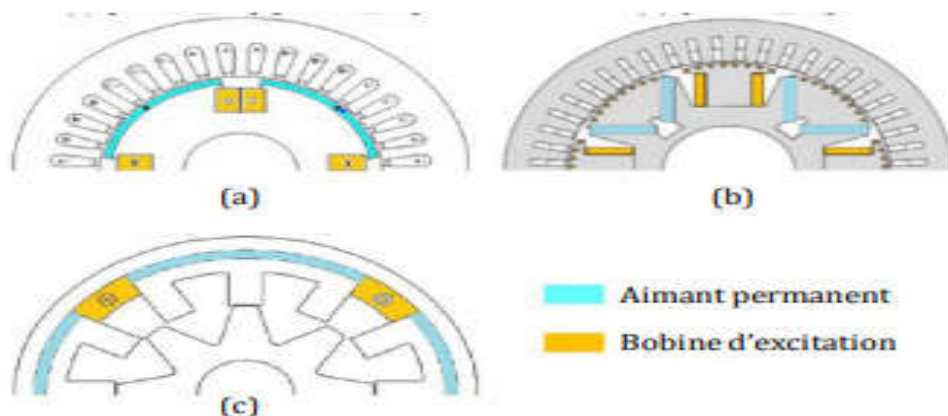 (a)
(b)
Aimant permanent
Bobine d'excitation
(c)